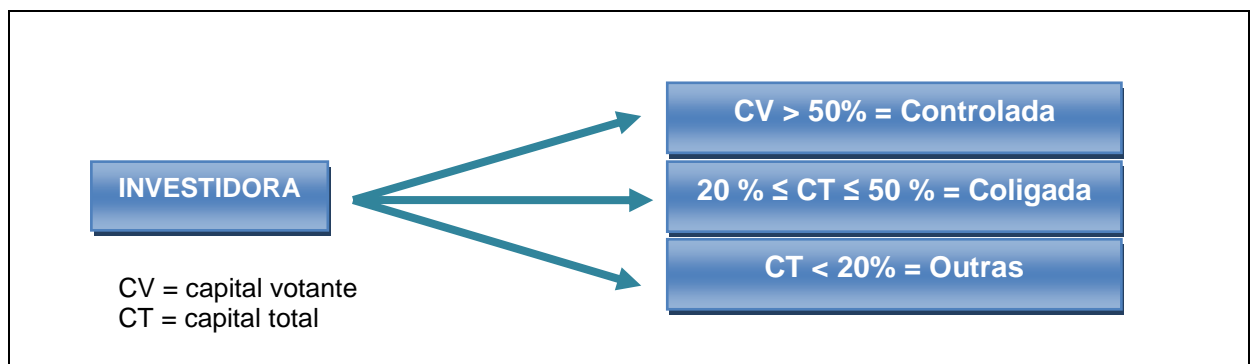 CV > 50% = Controlada
INVESTIDORA
20 % ≤ CT ≤ 50 % = Coligada
CT < 20% = Outras
CV = capital votante
CT = capital total